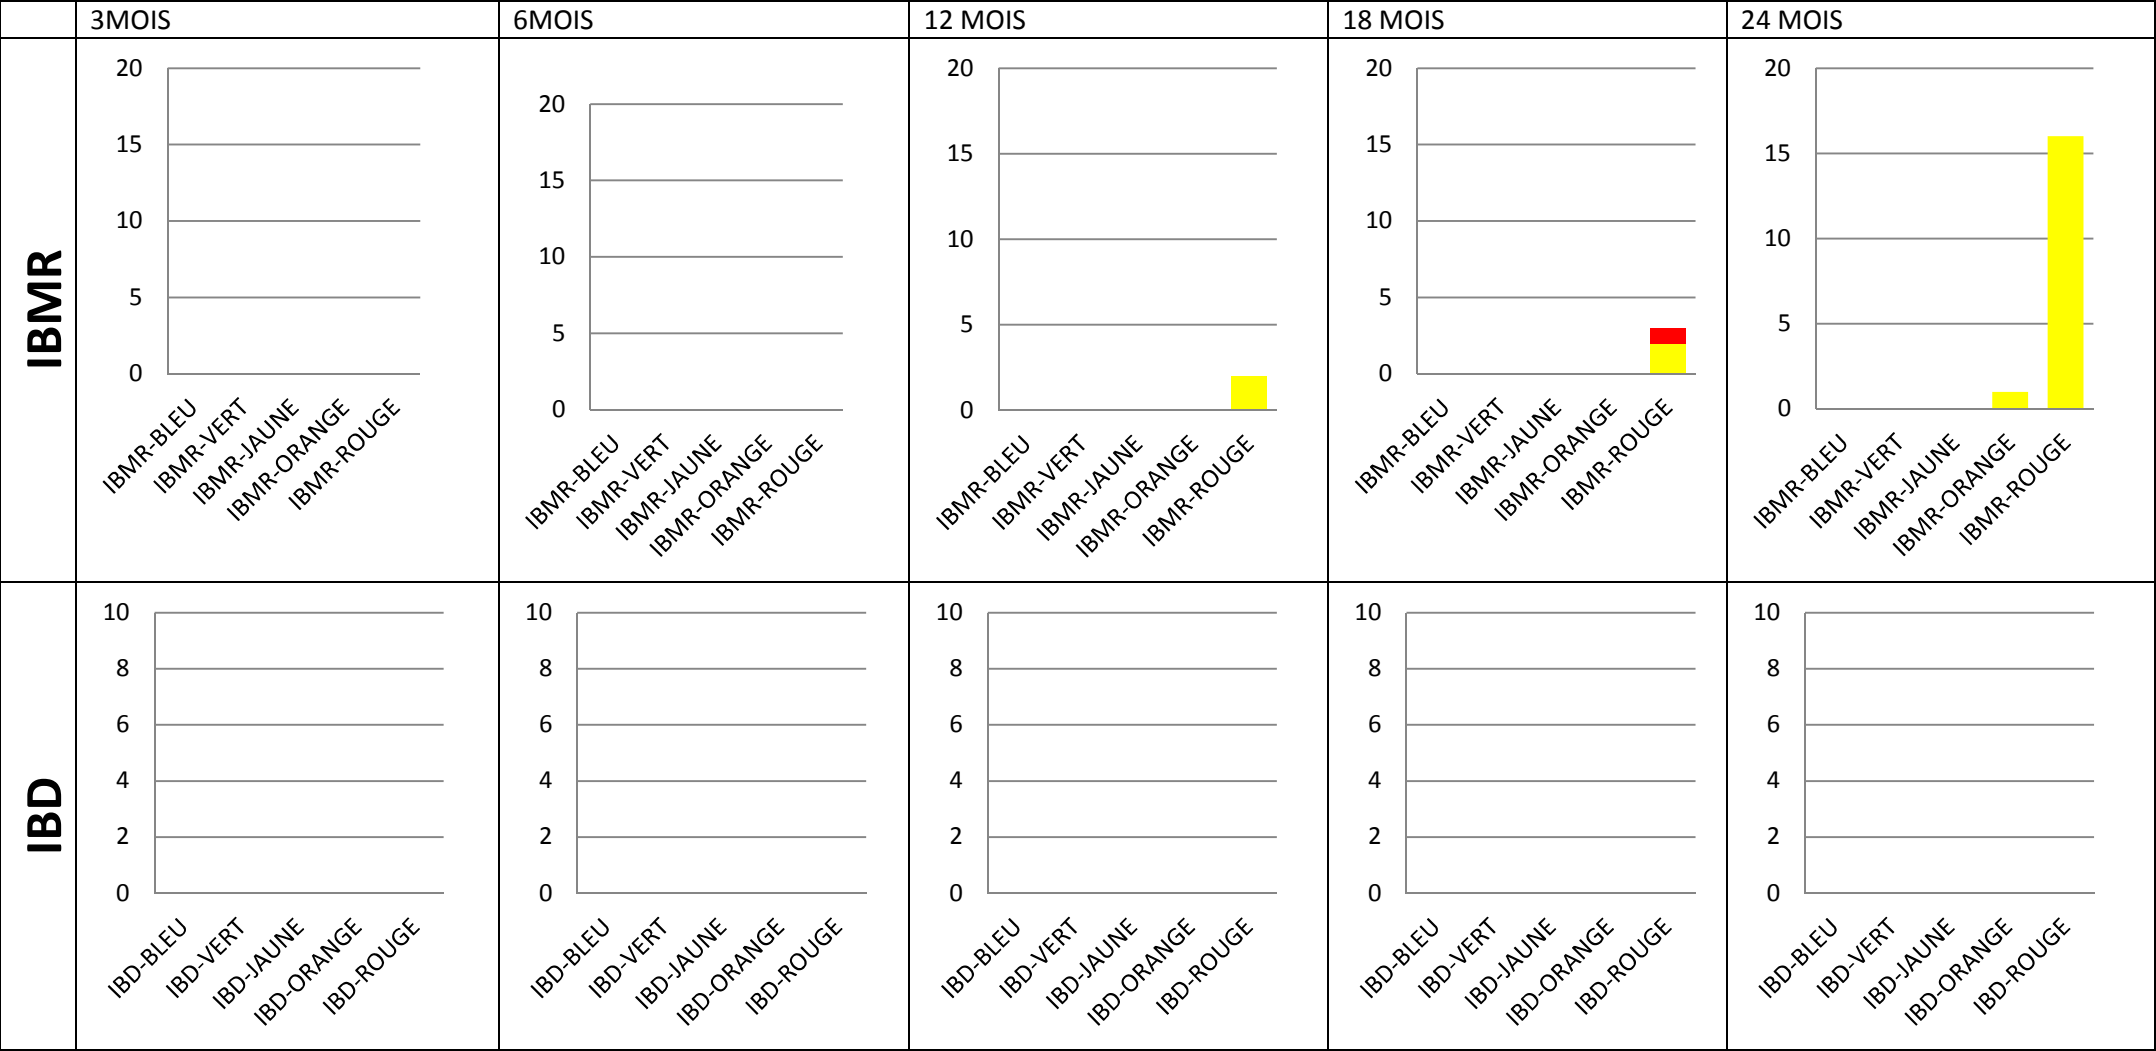 3MOIS
6MOIS
12 MOIS
18 MOIS
24 MOIS
IBMR
20
15
10
5
0
IBMR-BLEU
IBMR-VERT
IBMR-JAUNE
IBMR-ORANGE
IBMR-ROUGE
20
15
10
5
0
IBMR-BLEU
IBMR-VERT
IBMR-JAUNE
IBMR-ORANGE
IBMR-ROUGE
20
15
10
5
0
IBMR-BLEU
IBMR-VERT
IBMR-JAUNE
IBMR-ORANGE
IBMR-ROUGE
20
15
10
5
0
IBMR-BLEU
IBMR-VERT
IBMR-JAUNE
IBMR-ORANGE
IBMR-ROUGE
20
15
10
5
0
IBMR-BLEU
IBMR-VERT
IBMR-JAUNE
IBMR-ORANGE
IBMR-ROUGE
IBD
10
8
6
4
2
0
IBD-BLEU
IBD-VERT
IBD-JAUNE
IBD-ORANGE
IBD-ROUGE
10
8
6
4
2
0
IBD-BLEU
IBD-VERT
IBD-JAUNE
IBD-ORANGE
IBD-ROUGE
10
8
6
4
2
0
IBD-BLEU
IBD-VERT
IBD-JAUNE
IBD-ORANGE
IBD-ROUGE
10
8
6
4
2
0
IBD-BLEU
IBD-VERT
IBD-JAUNE
IBD-ORANGE
IBD-ROUGE
10
8
6
4
2
0
IBD-BLEU
IBD-VERT
IBD-JAUNE
IBD-ORANGE
IBD-ROUGE